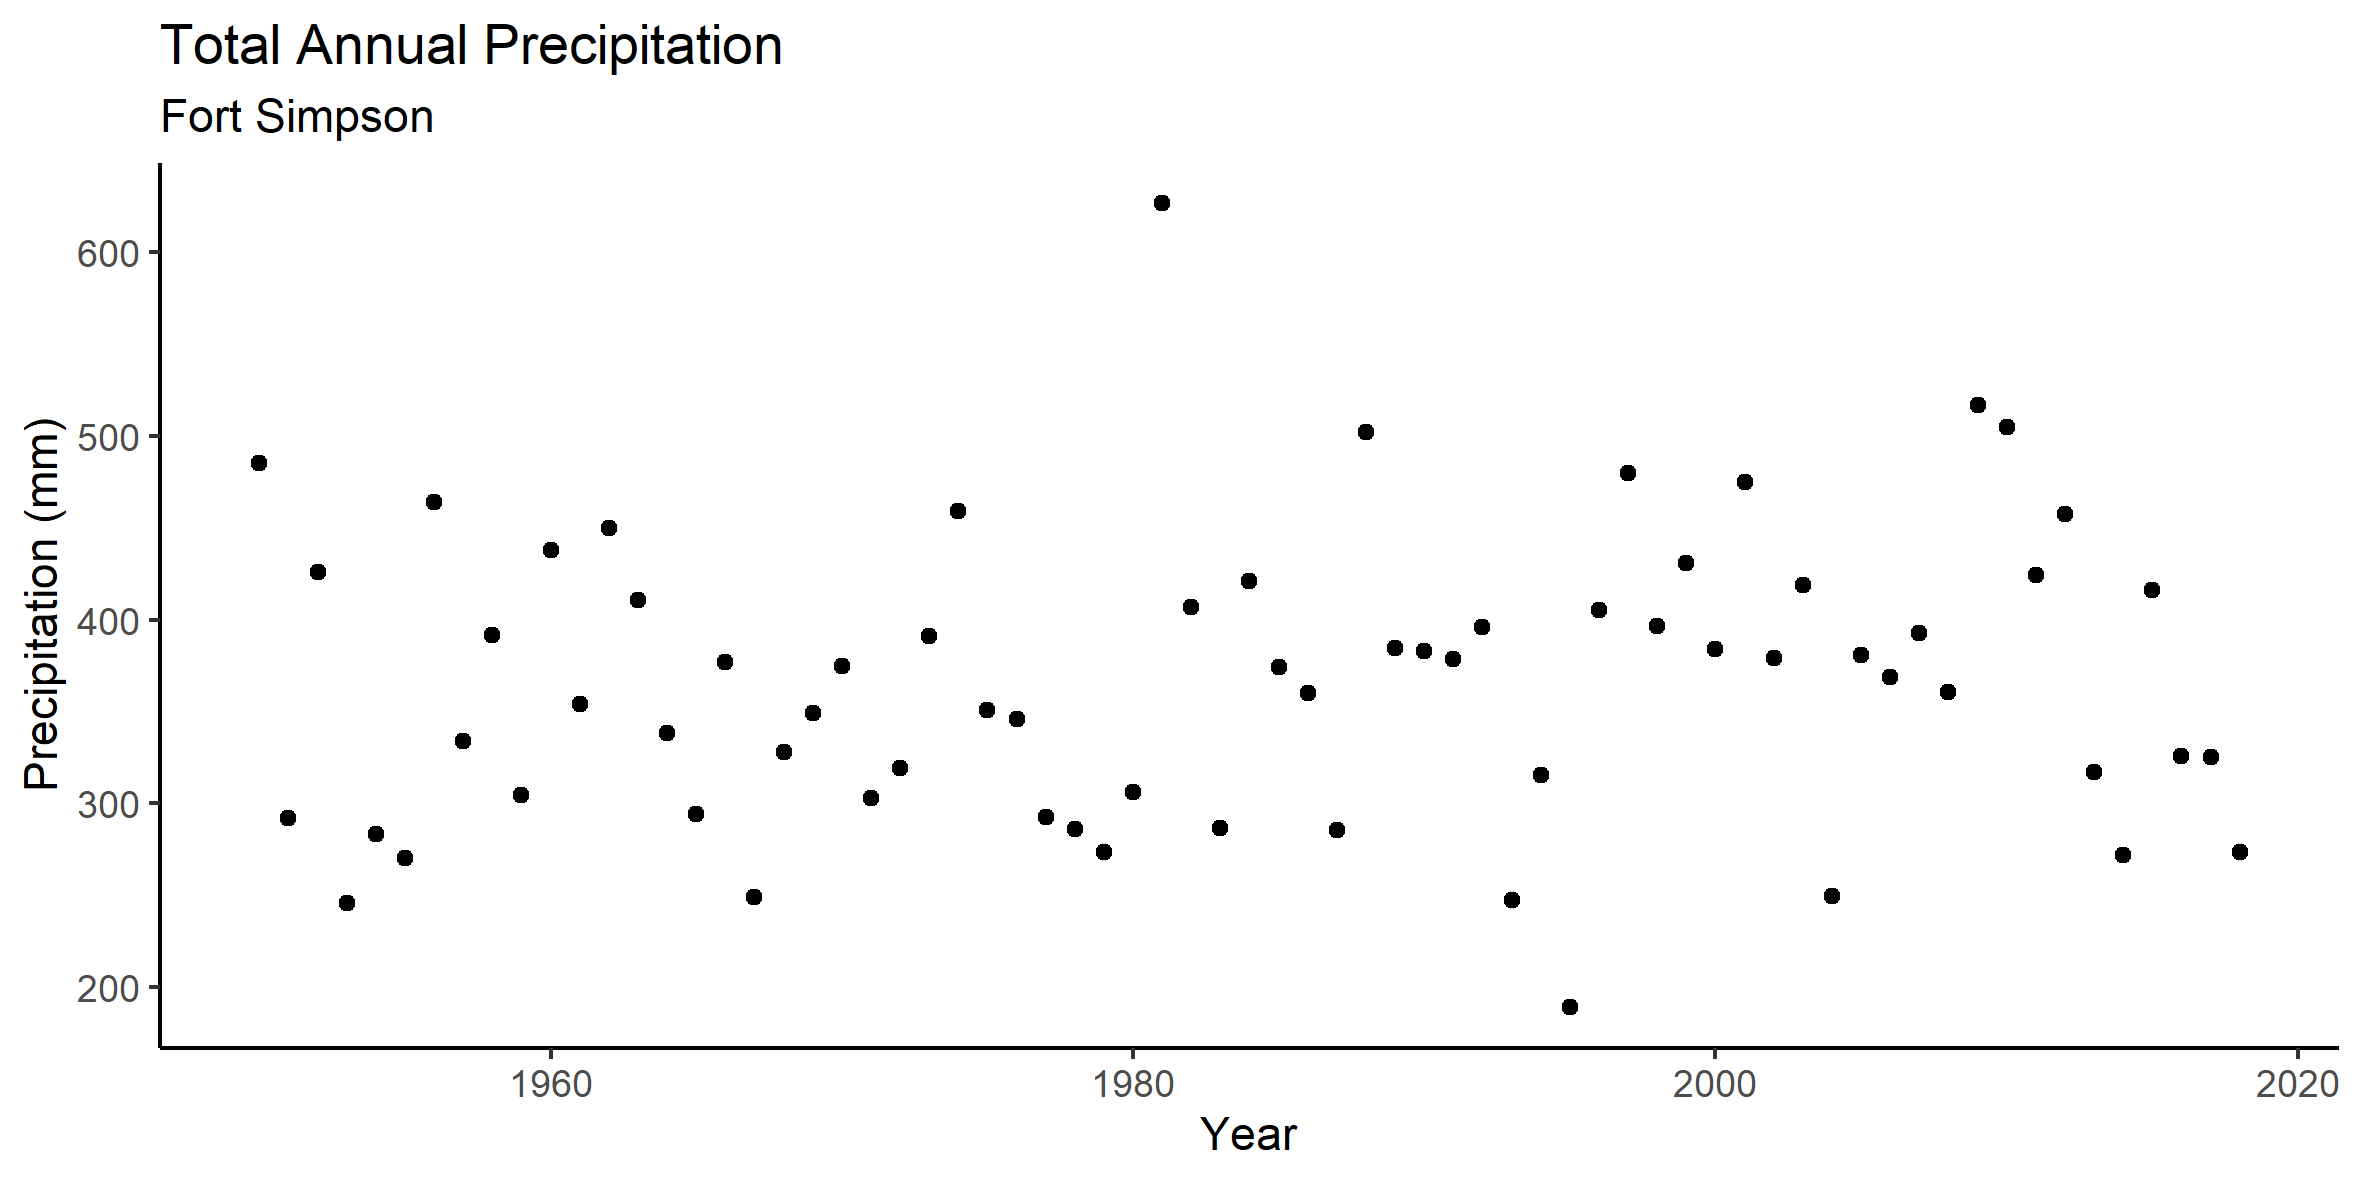 Total Annual Precipitation
Fort Simpson
Precipitation (mm)
600
500
400
300
200
1960 1980 2000 2020
Year